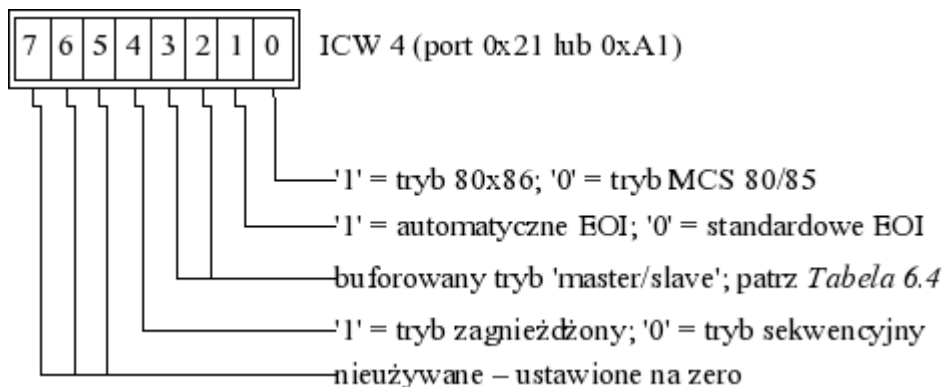 7 6 5 4 3 2 1 0 ICW 4 (port 0x21 lub 0xA1)
'1' = tryb 80x86; '0' = tryb MCS 80/85
'1' = automatyczne EOI; '0' = standardowe EOI
buforowany tryb 'master/slave'; patrz Tabela 6.4
'1' = tryb zagnieżdżony; '0' = tryb sekwencyjny
nieużywane – ustawione na zero